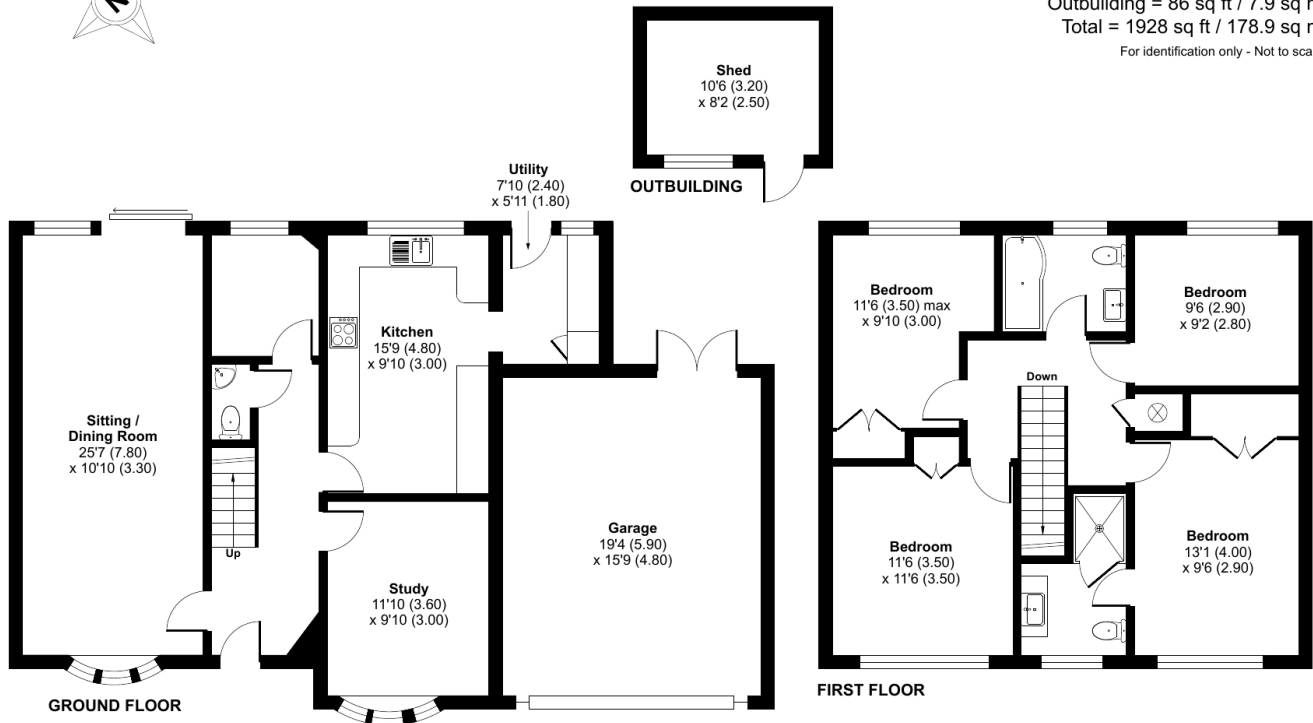 N
Outbuilding = 86 sq ft / 7.9 sq m
Total = 1928 sq ft / 178.9 sq m
For identification only - Not to sca
Shed
10'6 (3.20)
x 8'2 (2.50)
OUTBUILDING
Utility
7'10 (2.40)
x 5'11 (1.80)
Kitchen
15'9 (4.80)
x 9'10 (3.00)
Sitting /
Dining Room
25'7 (7.80)
x 10'10 (3.30)
Up
Garage
19'4 (5.90)
x 15'9 (4.80)
Study
11'10 (3.60)
x 9'10 (3.00)
GROUND FLOOR
Bedroom
11'6 (3.50) max
x 9'10 (3.00)
Bedroom
9'6 (2.90)
x 9'2 (2.80)
Down
Bedroom
11'6 (3.50)
x 11'6 (3.50)
Bedroom
13'1 (4.00)
x 9'6 (2.90)
FIRST FLOOR